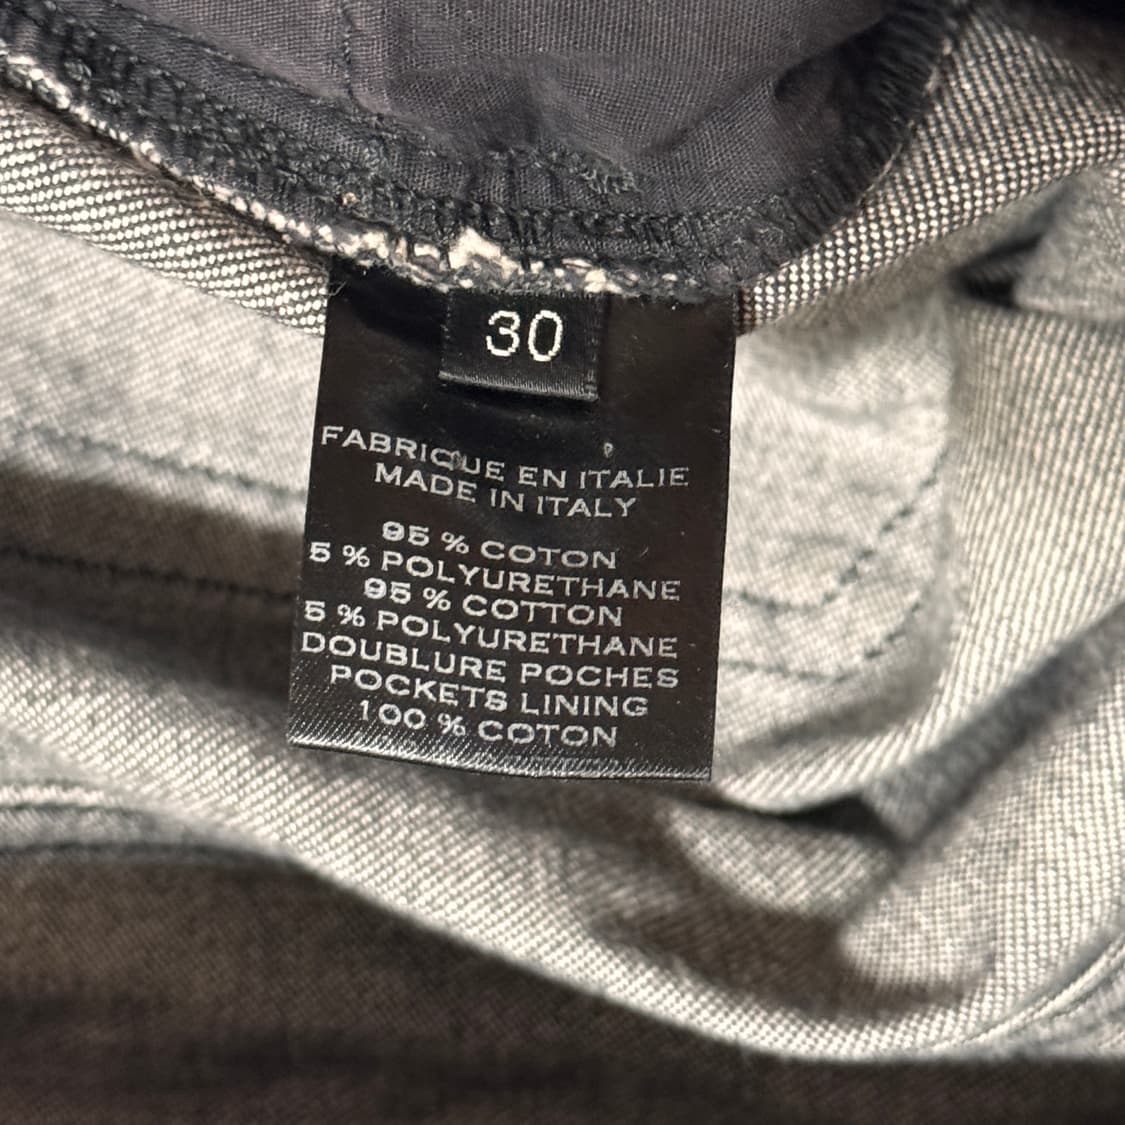 30
FABRIQUE EN ITALIE
MADE IN ITALY
95 % COTON
5 % POLYURETHANE
95 % COTTON
5 % POLYURETHANE
DOUBLURE POCHES
POCKETS LINING
100 % COTON